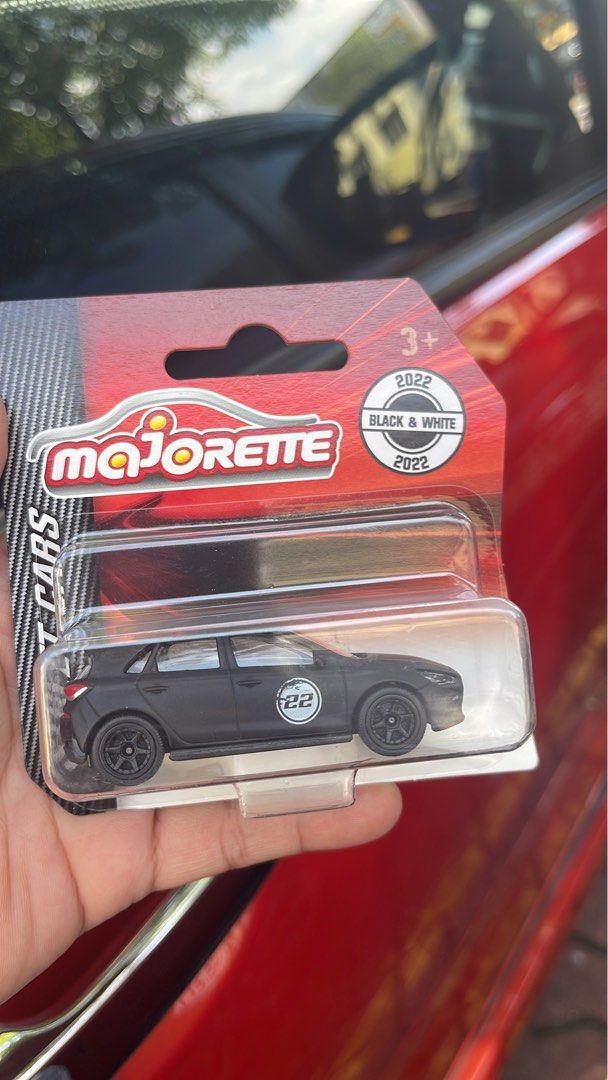 3+
2022
BLACK & WHITE
2022
MAJORETTE
CARS
22